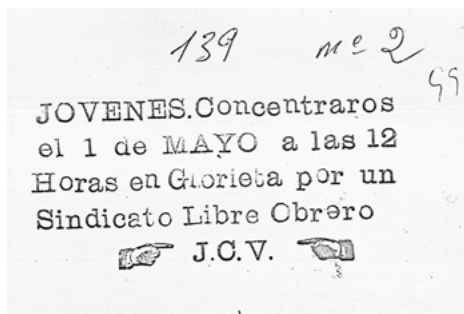 139 mº 2
99
JOVENES.Concentraros
el 1 de MAYO a las 12
Horas en Glorieta por un
Sindicato Libre Obrero
J.C.V.